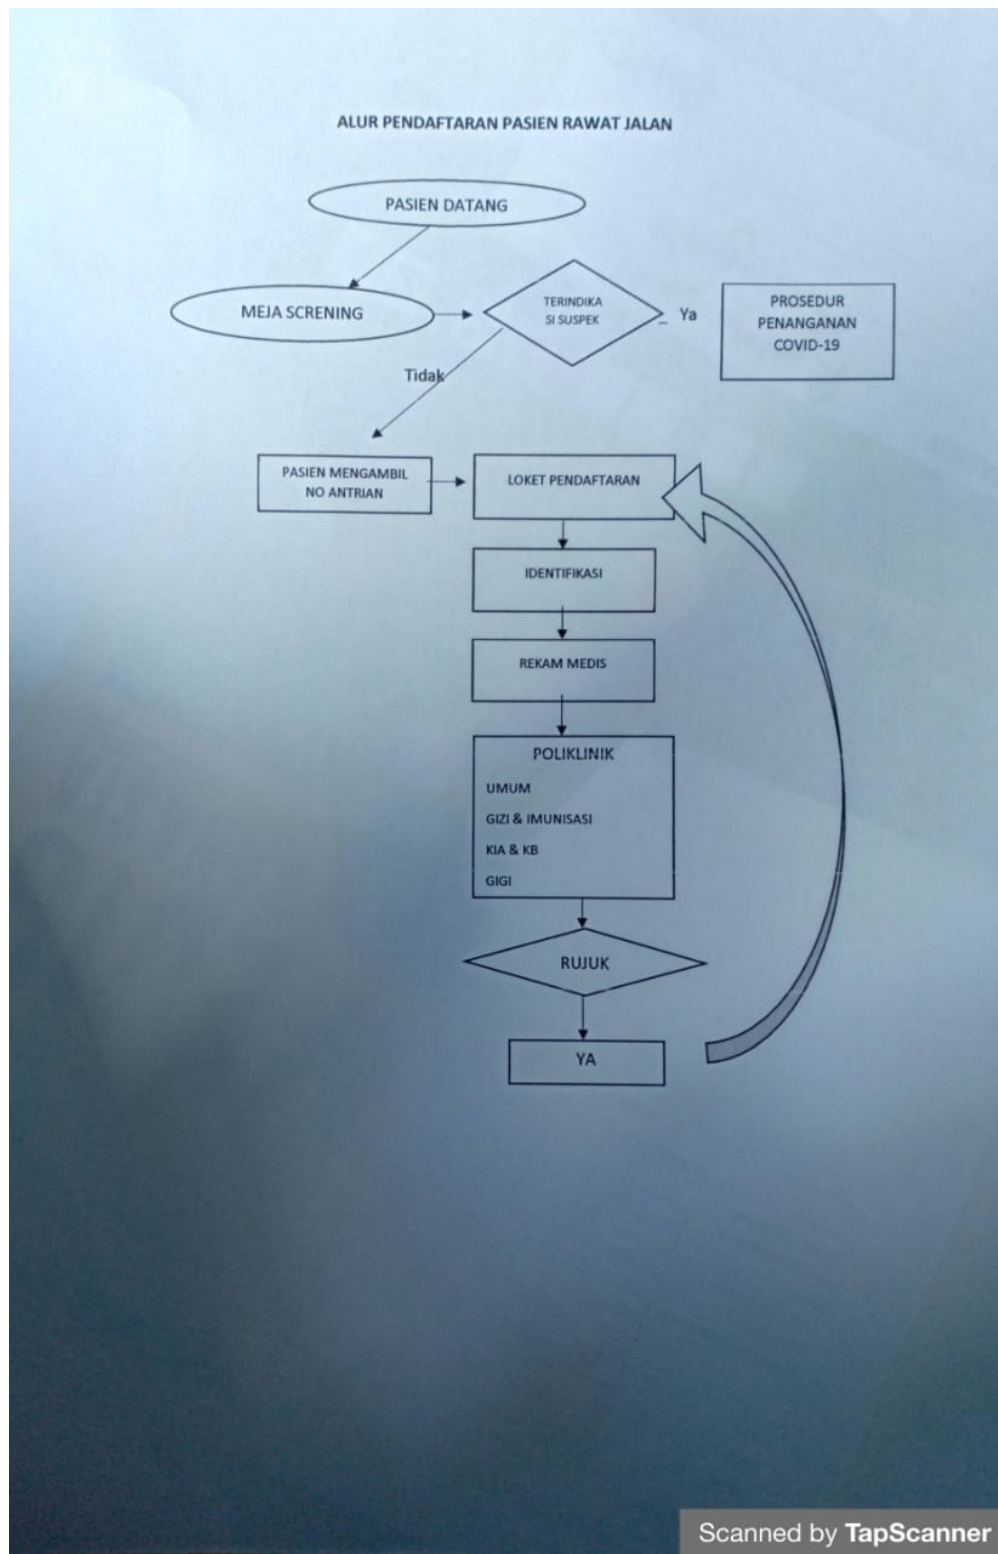 ALUR PENDAFTARAN PASIEN RAWAT JALAN
PASIEN DATANG
MEJA SCRENING
TERINDIKA
SI SUSPEK
Ya
PROSEDUR
PENANGANAN
COVID-19
Tidak
PASIEN MENGAMBIL
NO ANTRIAN
LOKET PENDAFTARAN
IDENTIFIKASI
REKAM MEDIS
POLIKLINIK
UMUM
GIZI & IMUNISASI
KIA & KB
GIGI
RUJUK
YA
Scanned by TapScanner